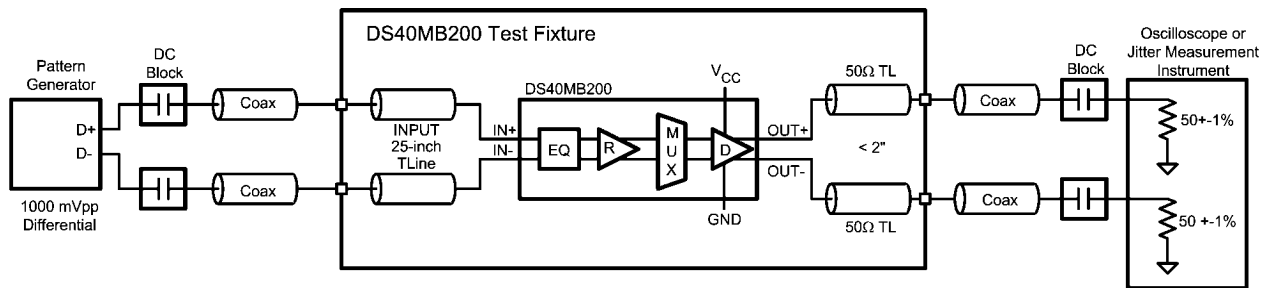 DS40MB200 Test Fixture
Pattern
Generator
D+
D-
1000 mVpp
Differential
DC
Block
Coax
Coax
INPUT
25-inch
TLine
DS40MB200
IN+
IN-
EQ
R
M
U
X
D
VCC
GND
OUT+
OUT-
50Ω TL
< 2"
50Ω TL
Coax
Coax
DC
Block
Oscilloscope or
Jitter Measurement
Instrument
50+-1%
50 +-1%